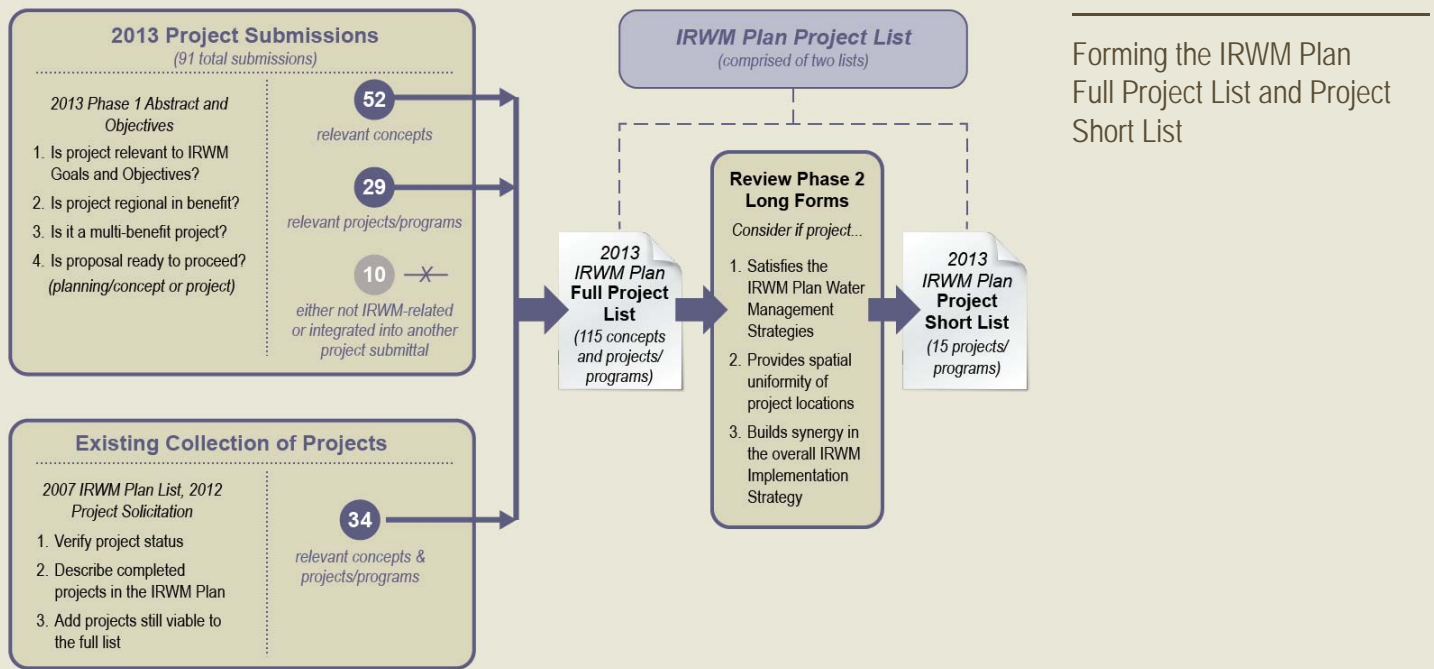 2013 Project Submissions
(91 total submissions)
2013 Phase 1 Abstract and
Objectives
1. Is project relevant to IRWM
Goals and Objectives?
2. Is project regional in benefit?
3. Is it a multi-benefit project?
4. Is proposal ready to proceed?
(planning/concept or project)
52
relevant concepts
29
relevant projects/programs
10
either not IRWM-related
or integrated into another
project submittal
Existing Collection of Projects
2007 IRWM Plan List, 2012
Project Solicitation
1. Verify project status
2. Describe completed
projects in the IRWM Plan
3. Add projects still viable to
the full list
34
relevant concepts &
projects/programs
IRWM Plan Project List
(comprised of two lists)
2013
IRWM Plan
Full Project
List
(115 concepts
and projects/
programs)
Review Phase 2
Long Forms
Consider if project...
1. Satisfies the
IRWM Plan Water
Management
Strategies
2. Provides spatial
uniformity of
project locations
3. Builds synergy in
the overall IRWM
Implementation
Strategy
2013
IRWM Plan
Project
Short List
(15 projects/
programs)
Forming the IRWM Plan
Full Project List and Project
Short List